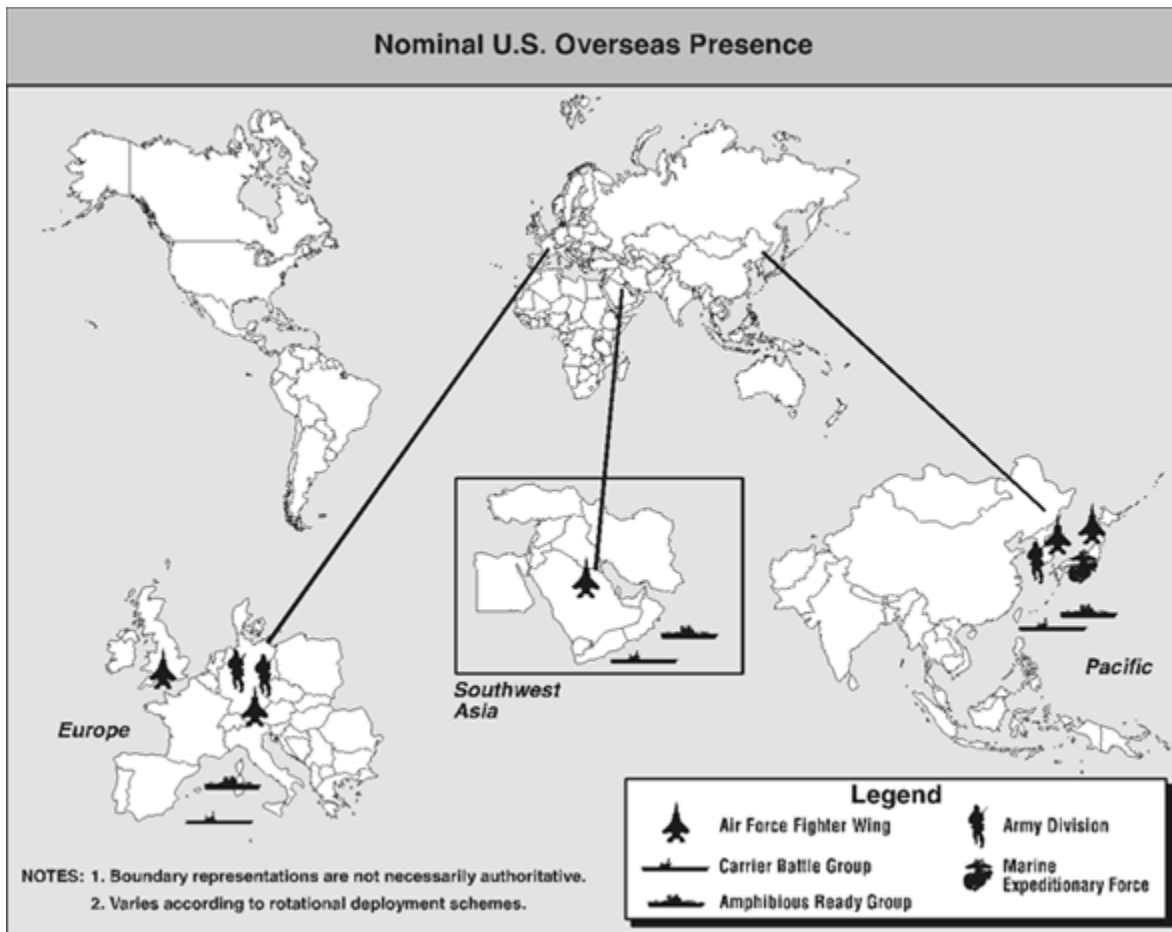 Nominal U.S. Overseas Presence
Europe
Southwest
Asia
Pacific
Legend
Air Force Fighter Wing
Army Division
Carrier Battle Group
Marine
Expeditionary Force
Amphibious Ready Group
NOTES: 1. Boundary representations are not necessarily authoritative.
2. Varies according to rotational deployment schemes.